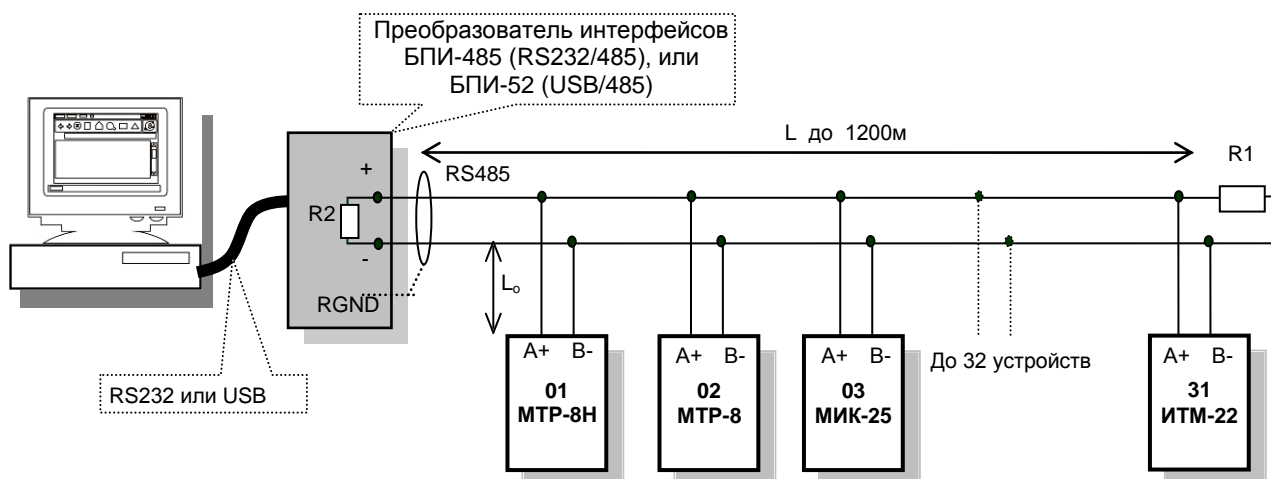 Преобразователь интерфейсов
БПИ-485 (RS232/485), или
БПИ-52 (USB/485)
L до 1200м
R1
+
RS485
R2
-
Lо
RGND
RS232 или USB
A+ B-
01
МТР-8Н
A+ B-
02
МТР-8
A+ B-
03
МИК-25
До 32 устройств
A+ B-
31
ИТМ-22